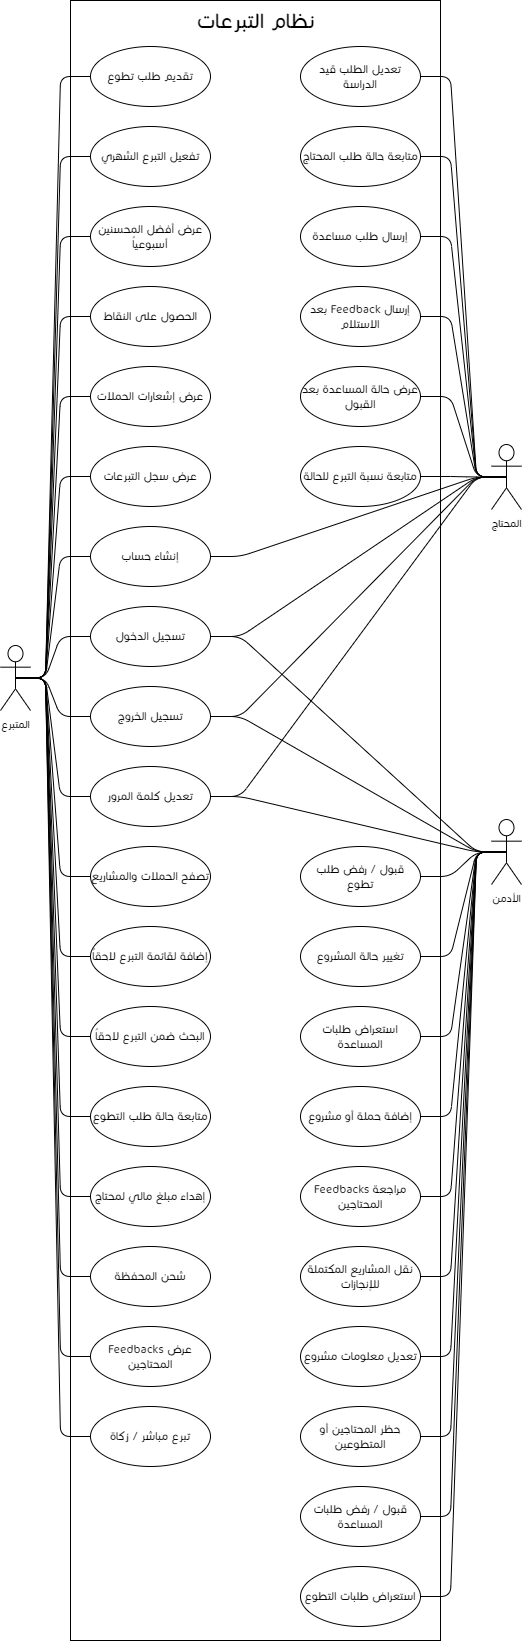 نظام التبرعات
تعديل الطلب قيد
الدراسة
تقديم طلب تطوع
متابعة حالة طلب المحتاج
تفعيل التبرع الشهري
إرسال طلب مساعدة
عرض أفضل المحسنين
أسبوعياً
إرسال Feedback بعد
الاستلام
الحصول على النقاط
عرض حالة المساعدة بعد
القبول
عرض إشعارات الحملات
متابعة نسبة التبرع للحالة
عرض سجل التبرعات
المحتاج
إنشاء حساب
تسجيل الدخول
تسجيل الخروج
المتبرع
تعديل كلمة المرور
قبول / رفض طلب
تطوع
تصفح الحملات والمشاريع
الأدمن
تغيير حالة المشروع
إضافة لقائمة التبرع لاحقاً
استعراض طلبات
المساعدة
البحث ضمن التبرع لاحقاً
إضافة حملة أو مشروع
متابعة حالة طلب التطوع
مراجعة Feedbacks
المحتاجين
إهداء مبلغ مالي لمحتاج
نقل المشاريع المكتملة
للإنجازات
شحن المحفظة
تعديل معلومات مشروع
عرض Feedbacks
المحتاجين
حظر المحتاجين أو
المتطوعين
تبرع مباشر / زكاة
قبول / رفض طلبات
المساعدة
استعراض طلبات التطوع